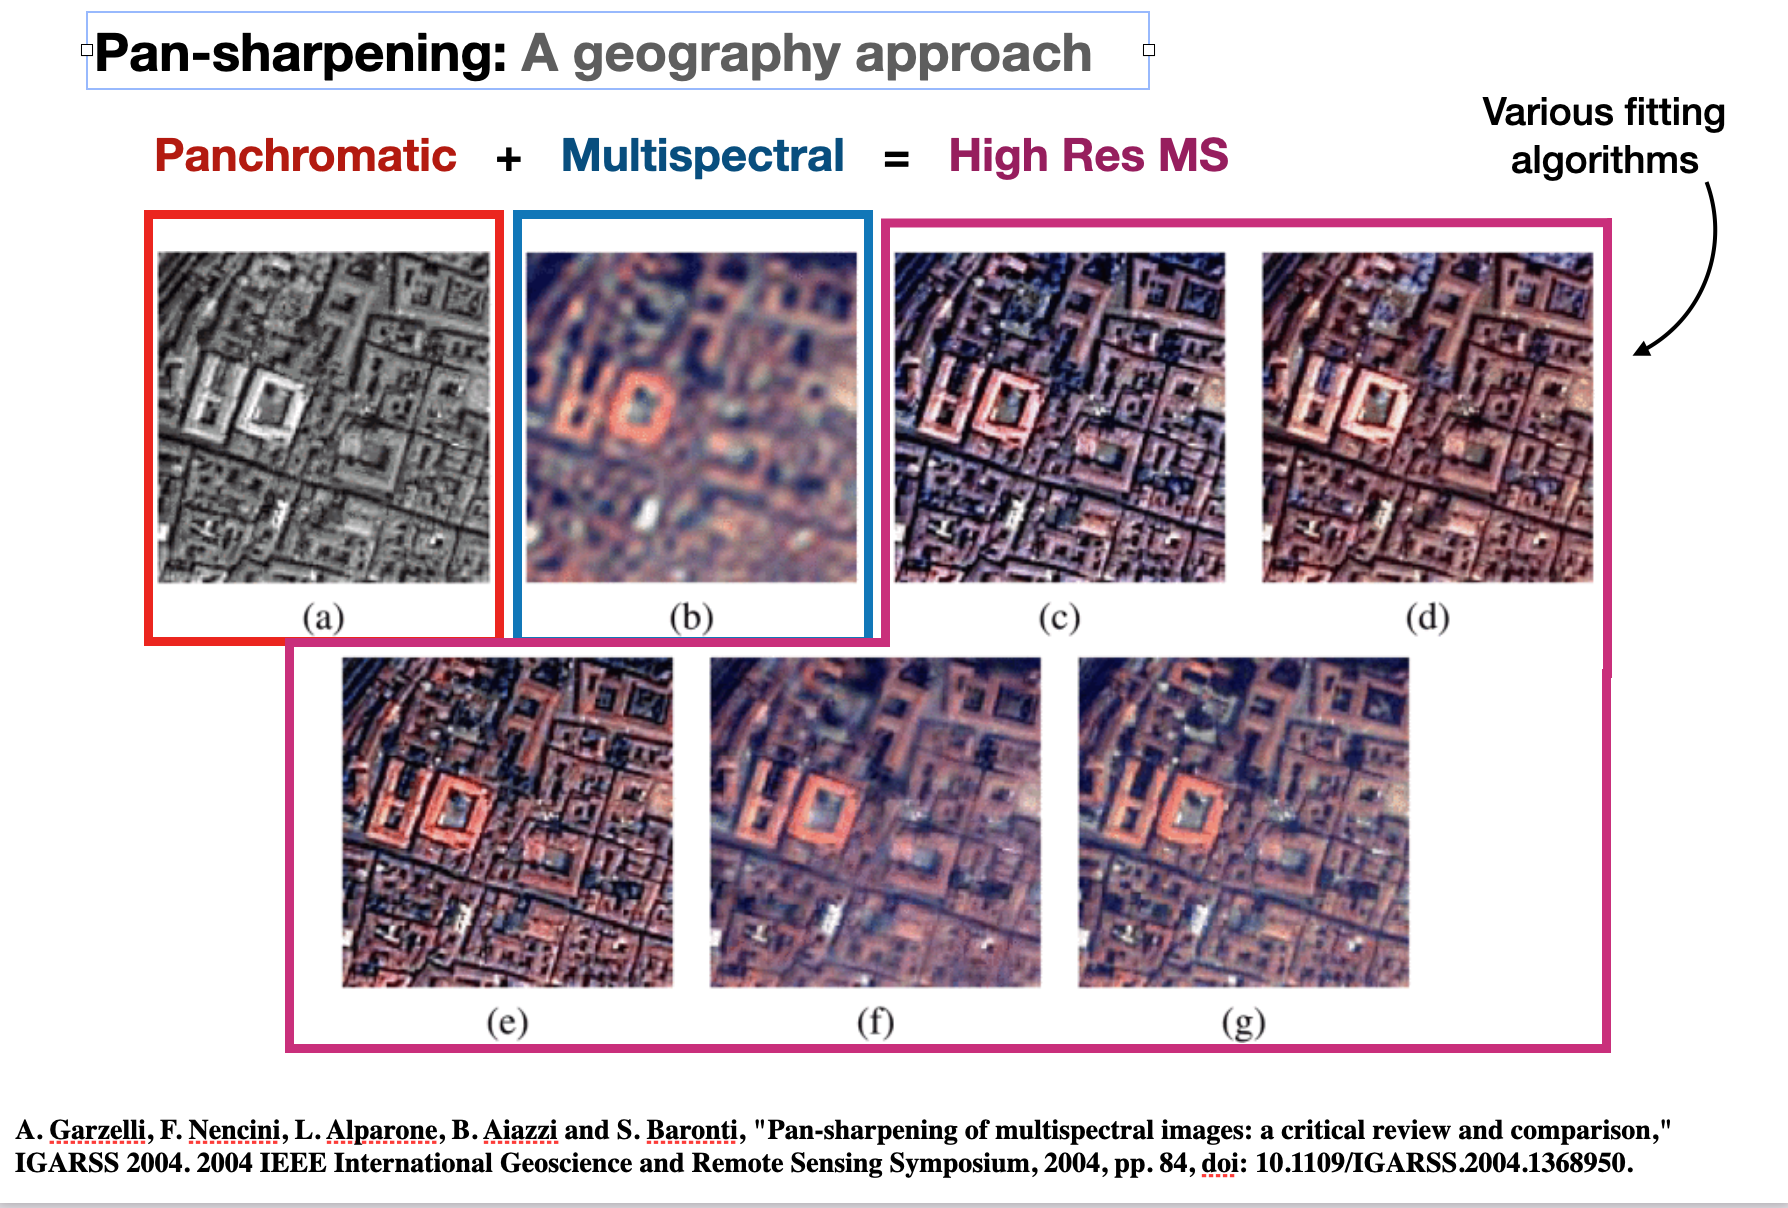 Pan-sharpening: A geography approach
Panchromatic + Multispectral = High Res MS
Various fitting
algorithms
(a)
(b)
(c)
(d)
(e)
(f)
(g)
A. Garzelli, F. Nencini, L. Alparone, B. Aiazzi and S. Baronti, "Pan-sharpening of multispectral images: a critical review and comparison,"
IGARSS 2004. 2004 IEEE International Geoscience and Remote Sensing Symposium, 2004, pp. 84, doi: 10.1109/IGARSS.2004.1368950.